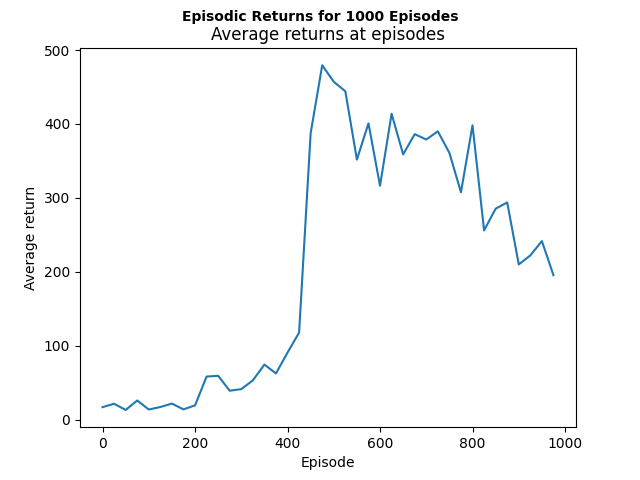 Episodic Returns for 1000 Episodes
Average returns at episodes
500
400
300
200
100
0
Average return
0 200 400 600 800 1000
Episode